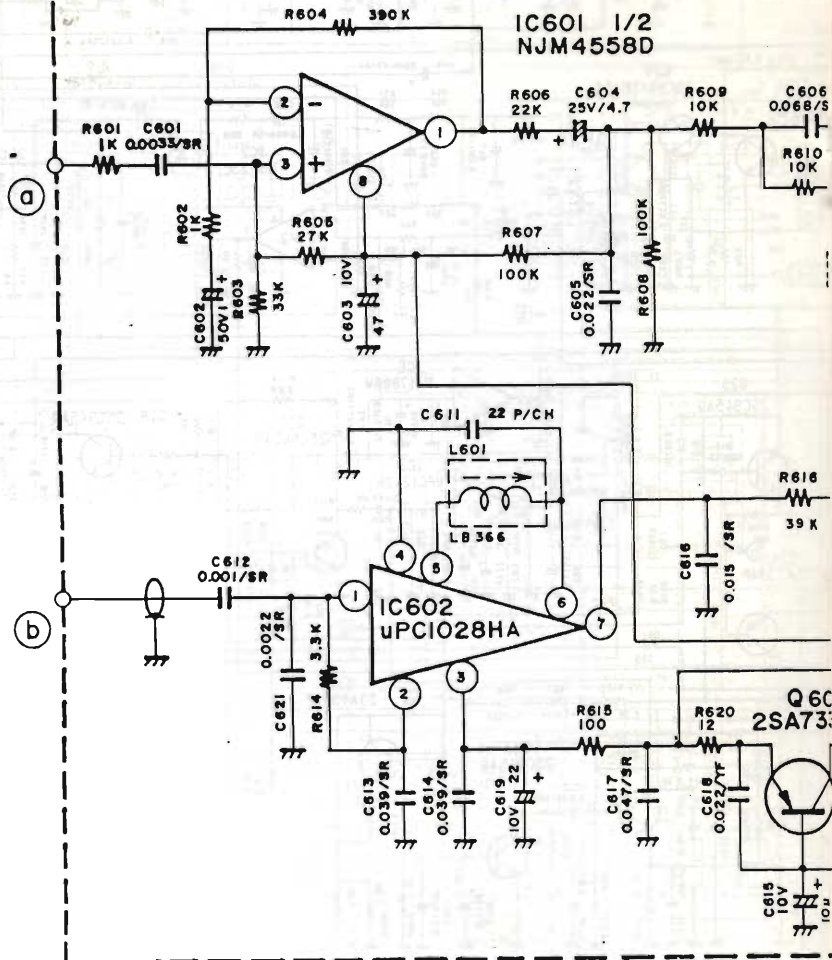 R604 390K
IC601 1/2
NJM4558D
R606
22K
C604
25V/4.7
+
R609
10K
C606
0.068/S
R610
10K
R601
1K
C601
0.0033/SR
2 -
3 +
1
8
a
R602
1K
R605
27K
R607
100K
100K
R608
C602
50V/1
+
R603
33K
10V
+
C603
47
C605
0.022/SR
C611 22 P/CH
L601
LB366
R616
39K
C616
0.015 /SR
4
5
6
7
C612
0.001/SR
1
IC602
uPC1028HA
b
0.0022
/SR
C621
3.3K
R614
2
3
R615
100
R620
12
Q60
2SA733
C613
0.039/SR
C614
0.039/SR
C619
10V
22
+
C617
0.047/SR
C618
0.022/YF
C615
10V
+
10µ